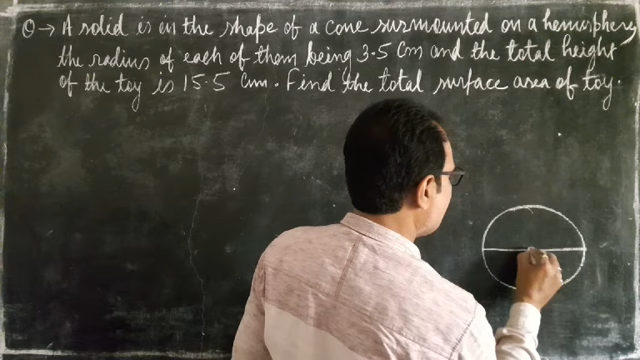 Q → A solid is in the shape of a cone surmounted on a hemisphere,
the radius of each of them being 3.5 cm and the total height
of the toy is 15.5 cm. Find the total surface area of toy.